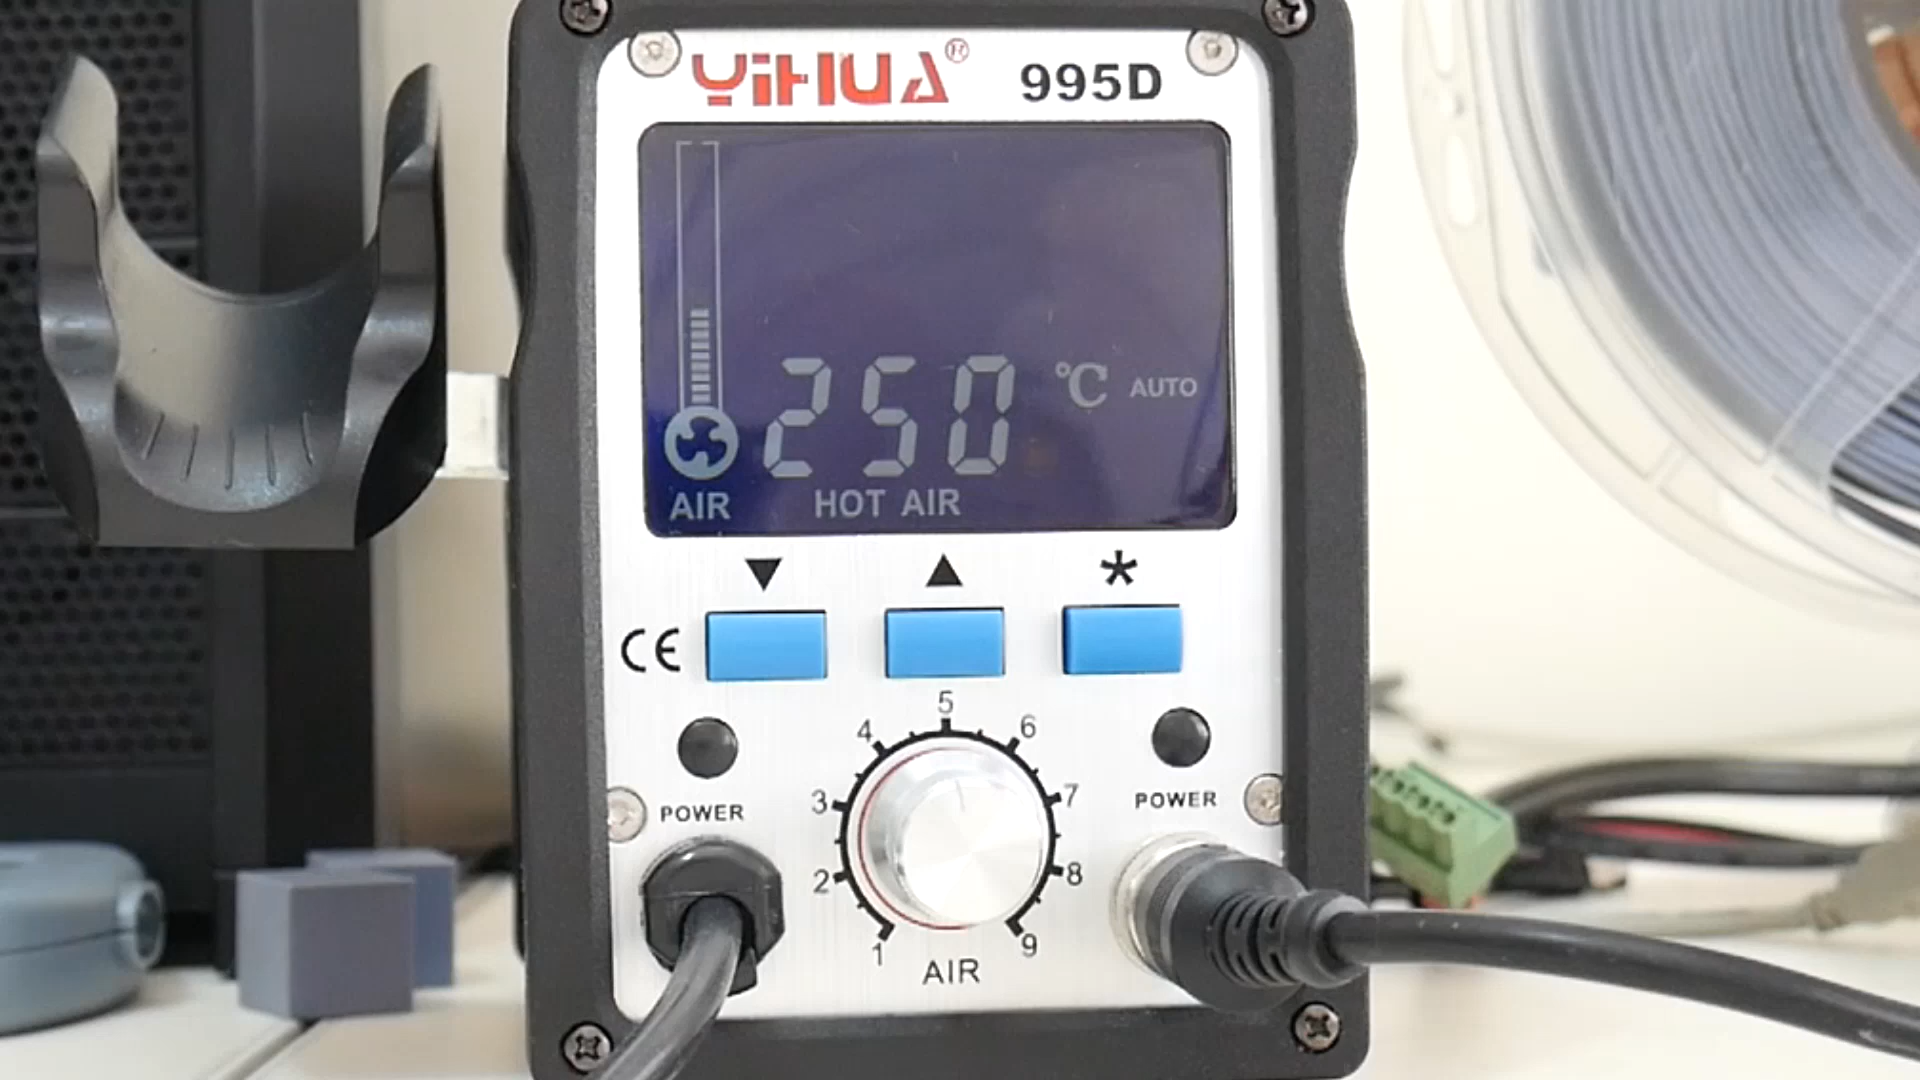 YiHUA® 995D
250 °C AUTO
AIR HOT AIR
▼ ▲ *
CE
5
4 6
3 7
POWER POWER
2 8
1 9
AIR